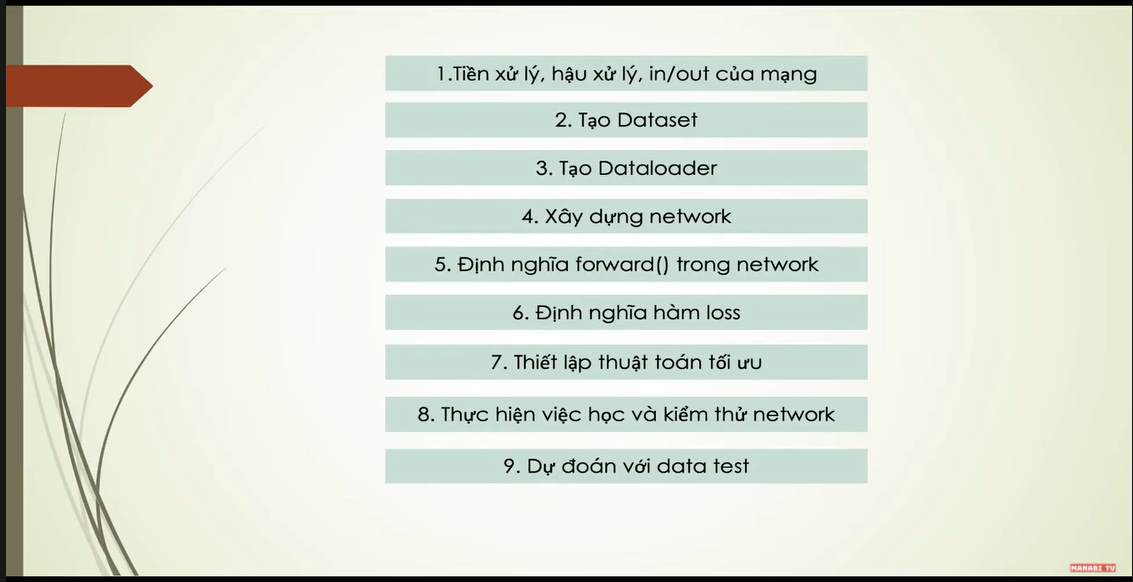 1.Tiền xử lý, hậu xử lý, in/out của mạng
2. Tạo Dataset
3. Tạo Dataloader
4. Xây dựng network
5. Định nghĩa forward() trong network
6. Định nghĩa hàm loss
7. Thiết lập thuật toán tối ưu
8. Thực hiện việc học và kiểm thử network
9. Dự đoán với data test
MANABI TV